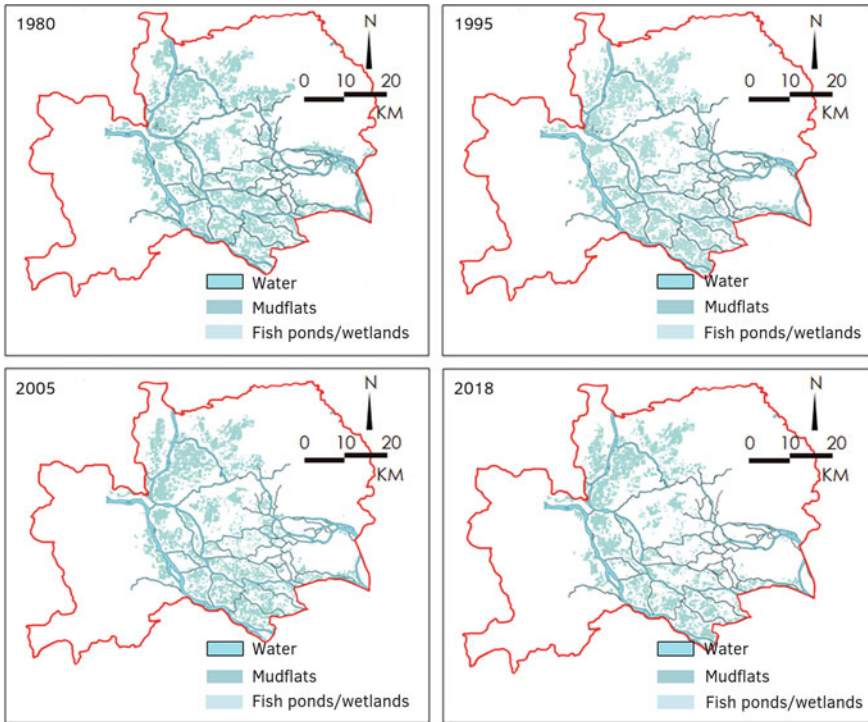 1980
N
0 10 20
KM
Water
Mudflats
Fish ponds/wetlands
1995
N
0 10 20
KM
Water
Mudflats
Fish ponds/wetlands
2005
N
0 10 20
KM
Water
Mudflats
Fish ponds/wetlands
2018
N
0 10 20
KM
Water
Mudflats
Fish ponds/wetlands